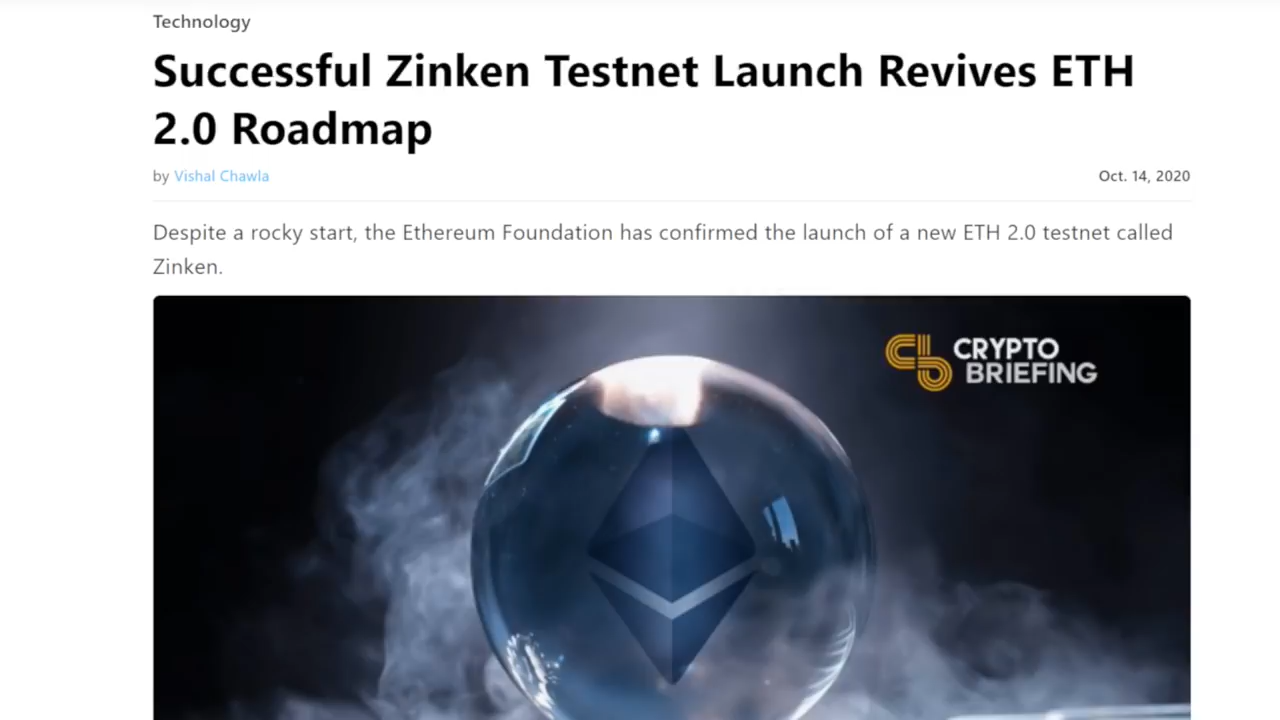 Technology
Successful Zinken Testnet Launch Revives ETH
2.0 Roadmap
by Vishal Chawla
Oct. 14, 2020
Despite a rocky start, the Ethereum Foundation has confirmed the launch of a new ETH 2.0 testnet called
Zinken.
CRYPTO
BRIEFING